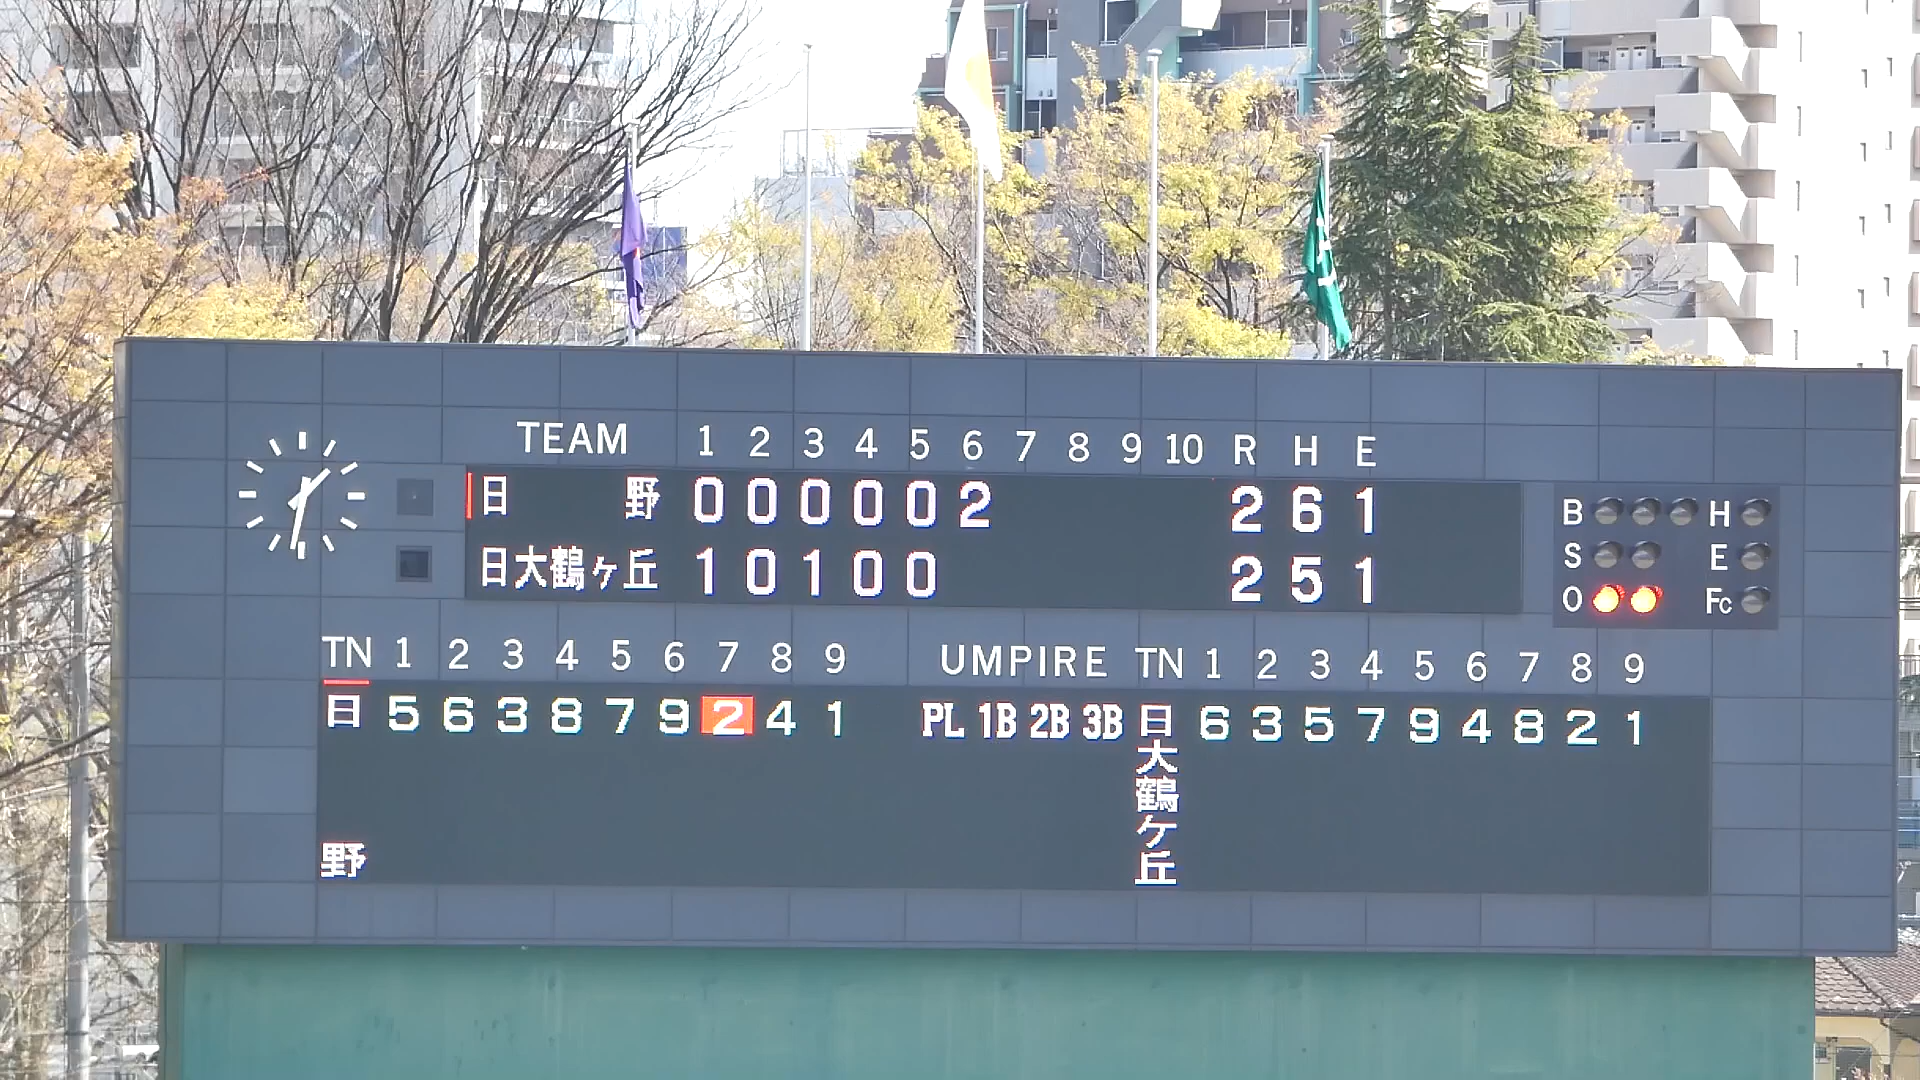 TEAM 1 2 3 4 5 6 7 8 9 10 R H E
日 野 0 0 0 0 0 2 2 6 1
日大鶴ヶ丘 1 0 1 0 0 2 5 1
B H
S E
O Fc
TN 1 2 3 4 5 6 7 8 9 UMPIRE TN 1 2 3 4 5 6 7 8 9
日野 5 6 3 8 7 9 2 4 1 PL 1B 2B 3B 日大鶴ヶ丘 6 3 5 7 9 4 8 2 1